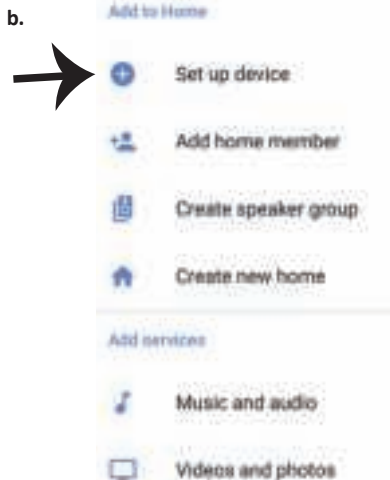 b.
Add to Home
Set up device
Add home member
Create speaker group
Create new home
Add services
Music and audio
Videos and photos